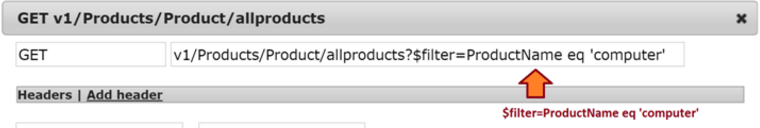 GET v1/Products/Product/allproducts
GET v1/Products/Product/allproducts?$filter=ProductName eq 'computer'
Headers | Add header
$filter=ProductName eq 'computer'